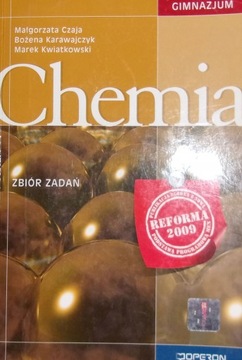 GIMNAZJUM
Małgorzata Czaja
Bożena Karawajczyk
Marek Kwiatkowski
Chemia
ZBIÓR ZADAŃ
REFORMA
2009
OPERON